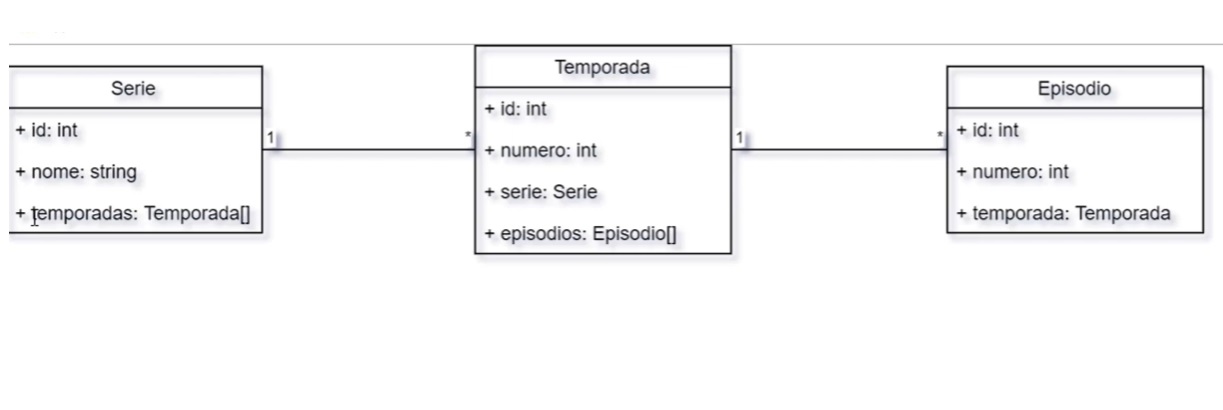 Serie
+ id: int
+ nome: string
+ temporadas: Temporada[]
1
*
Temporada
+ id: int
+ numero: int
+ serie: Serie
+ episodios: Episodio[]
1
*
Episodio
+ id: int
+ numero: int
+ temporada: Temporada